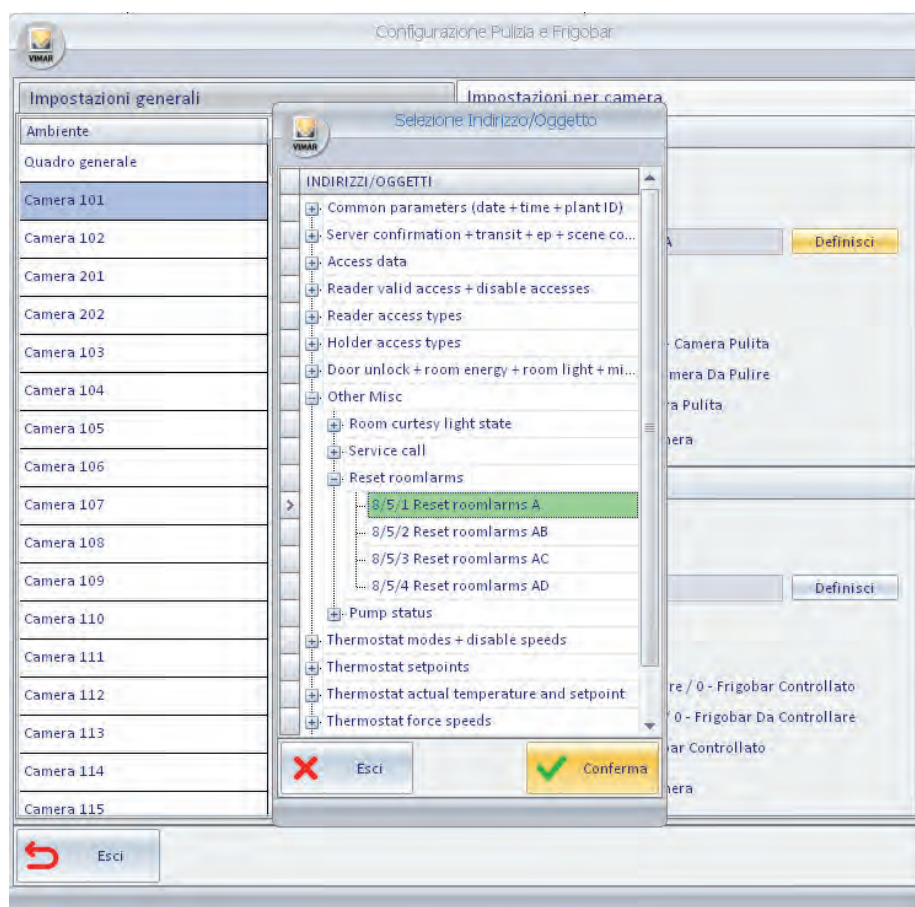 Configurazione Pulizia e Frigobar
VIMAR
Impostazioni generali
Impostazioni per camera
Ambiente
Quadro generale
Camera 101
Camera 102
Camera 201
Camera 202
Camera 103
Camera 104
Camera 105
Camera 106
Camera 107
Camera 108
Camera 109
Camera 110
Camera 111
Camera 112
Camera 113
Camera 114
Camera 115
Selezione Indirizzo/Oggetto
VIMAR
INDIRIZZI/OGGETTI
Common parameters (date + time + plant ID)
Server confirmation + transit + ep + scene co...
Access data
Reader valid access + disable accesses
Reader access types
Holder access types
Door unlock + room energy + room light + mi...
Other Misc
Room curtesy light state
Service call
Reset roomlarms
8/5/1 Reset roomlarms A
8/5/2 Reset roomlarms AB
8/5/3 Reset roomlarms AC
8/5/4 Reset roomlarms AD
Pump status
Thermostat modes + disable speeds
Thermostat setpoints
Thermostat actual temperature and setpoint
Thermostat force speeds
Esci
Conferma
Definisci
Camera Pulita
mera Da Pulire
ra Pulita
nera
Definisci
re / 0 - Frigobar Controllato
/ 0 - Frigobar Da Controllare
ar Controllato
nera
Esci